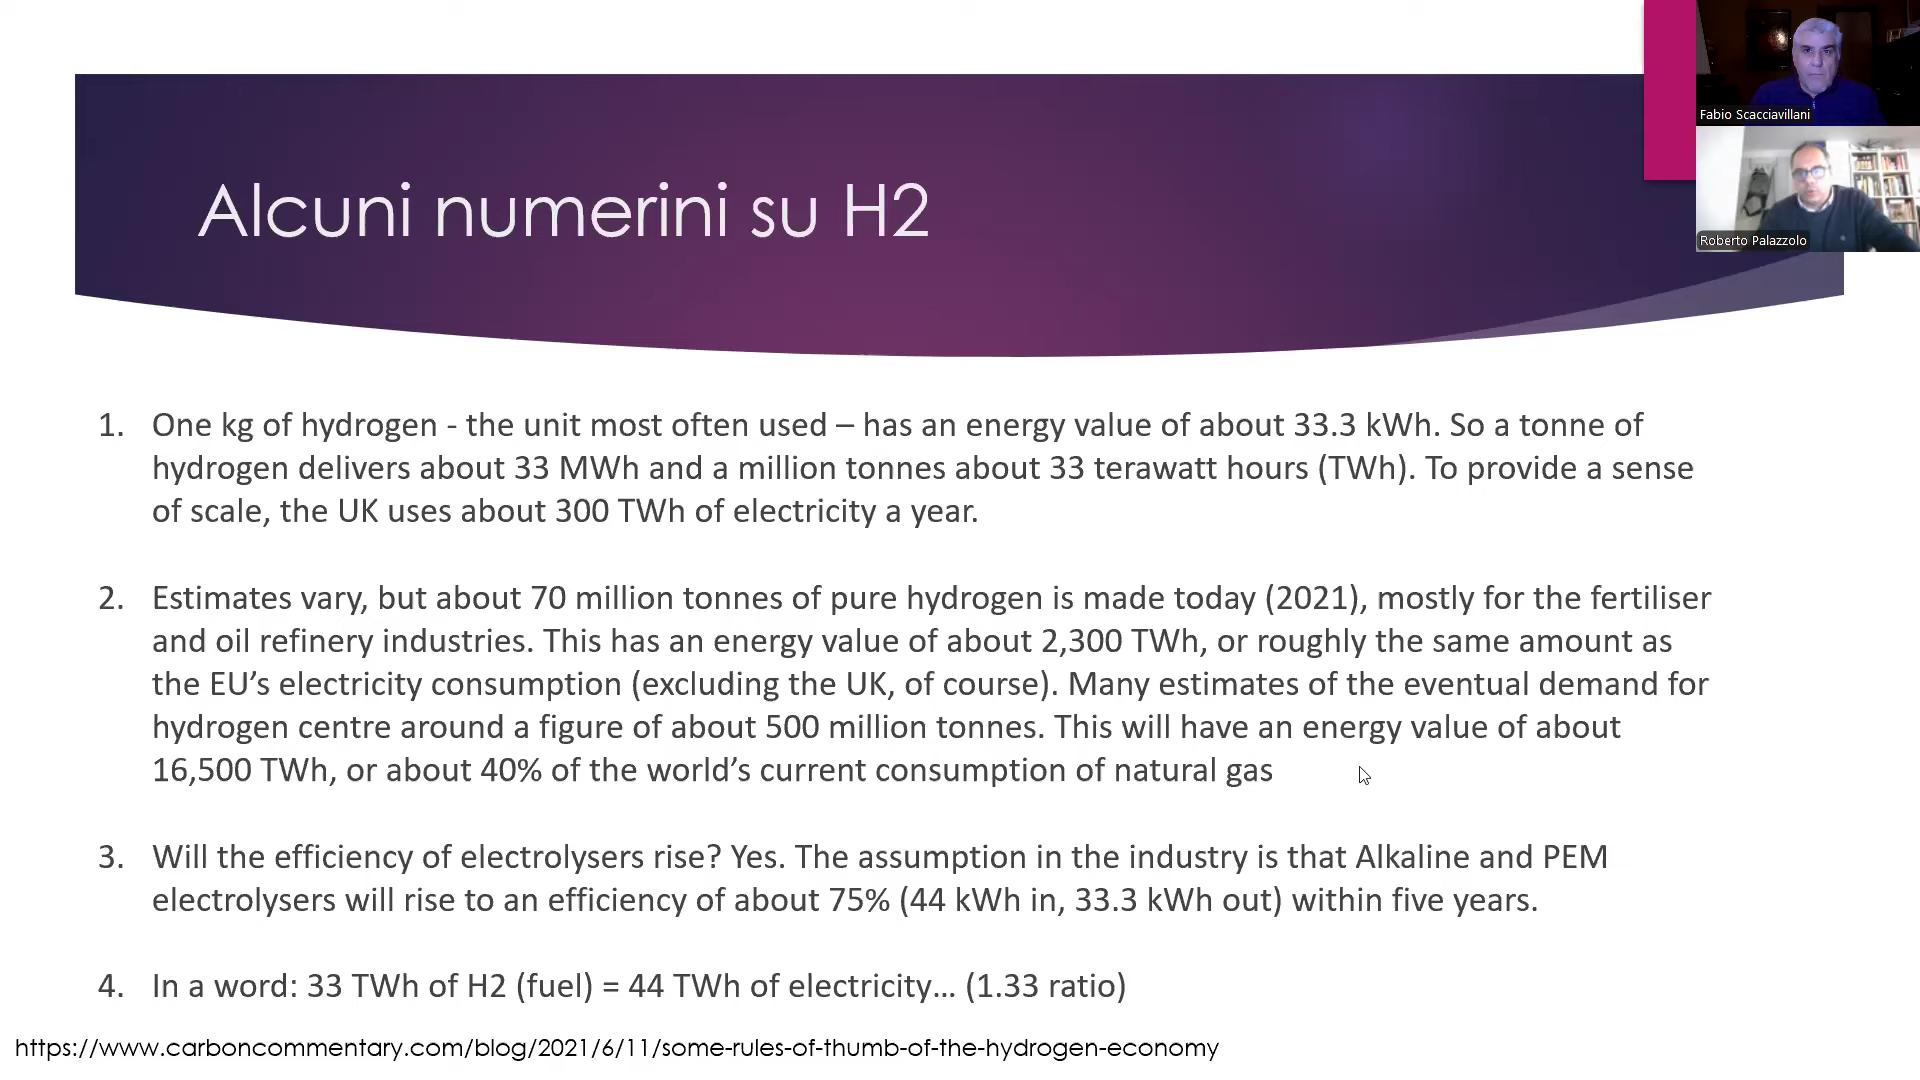 Fabio Scacciavillani
Roberto Palazzolo
Alcuni numerini su H2
1. One kg of hydrogen - the unit most often used – has an energy value of about 33.3 kWh. So a tonne of
hydrogen delivers about 33 MWh and a million tonnes about 33 terawatt hours (TWh). To provide a sense
of scale, the UK uses about 300 TWh of electricity a year.
2. Estimates vary, but about 70 million tonnes of pure hydrogen is made today (2021), mostly for the fertiliser
and oil refinery industries. This has an energy value of about 2,300 TWh, or roughly the same amount as
the EU’s electricity consumption (excluding the UK, of course). Many estimates of the eventual demand for
hydrogen centre around a figure of about 500 million tonnes. This will have an energy value of about
16,500 TWh, or about 40% of the world’s current consumption of natural gas
3. Will the efficiency of electrolysers rise? Yes. The assumption in the industry is that Alkaline and PEM
electrolysers will rise to an efficiency of about 75% (44 kWh in, 33.3 kWh out) within five years.
4. In a word: 33 TWh of H2 (fuel) = 44 TWh of electricity… (1.33 ratio)
https://www.carboncommentary.com/blog/2021/6/11/some-rules-of-thumb-of-the-hydrogen-economy